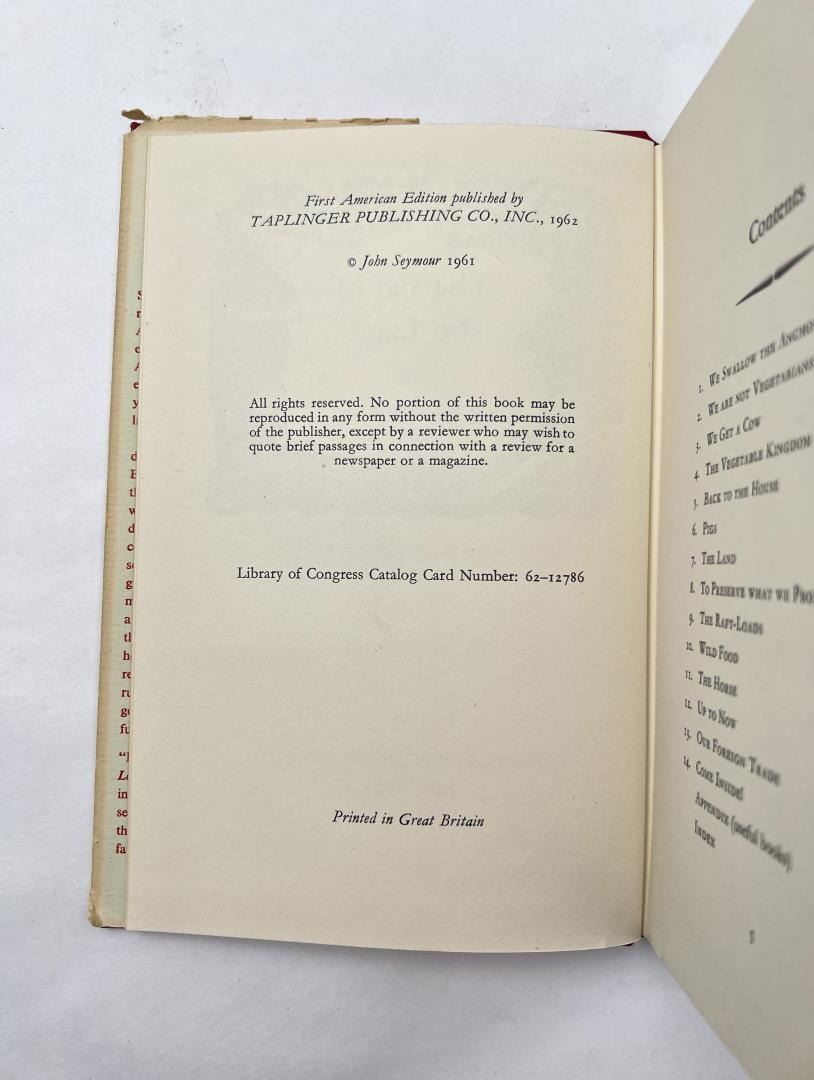 First American Edition published by
TAPLINGER PUBLISHING CO., INC., 1962
© John Seymour 1961
All rights reserved. No portion of this book may be
reproduced in any form without the written permission
of the publisher, except by a reviewer who may wish to
quote brief passages in connection with a review for a
newspaper or a magazine.
Library of Congress Catalog Card Number: 62–12786
Printed in Great Britain
Contents
1. We Swallow the Anchor
2. We are not Vegetarians
3. We Get a Cow
4. The Vegetable Kingdom
5. Back to the House
6. Pigs
7. The Land
8. To Preserve what we
9. The Raft-Loads
10. Wild Food
11. The Horse
12. Up to Now
13. Our Foreign Trade
14. Come Inside!
Appendix (useful books)
Index